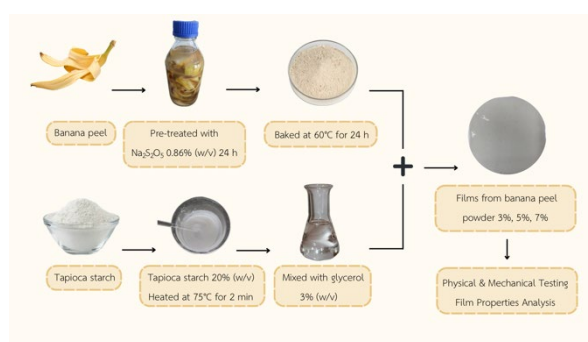 Banana peel
Pre-treated with
Na₂S₂O₅ 0.86% (w/v) 24 h
Baked at 60°C for 24 h
Films from banana peel
powder 3%, 5%, 7%
Tapioca starch
Tapioca starch 20% (w/v)
Heated at 75°C for 2 min
Mixed with glycerol
3% (w/v)
Physical & Mechanical Testing
Film Properties Analysis